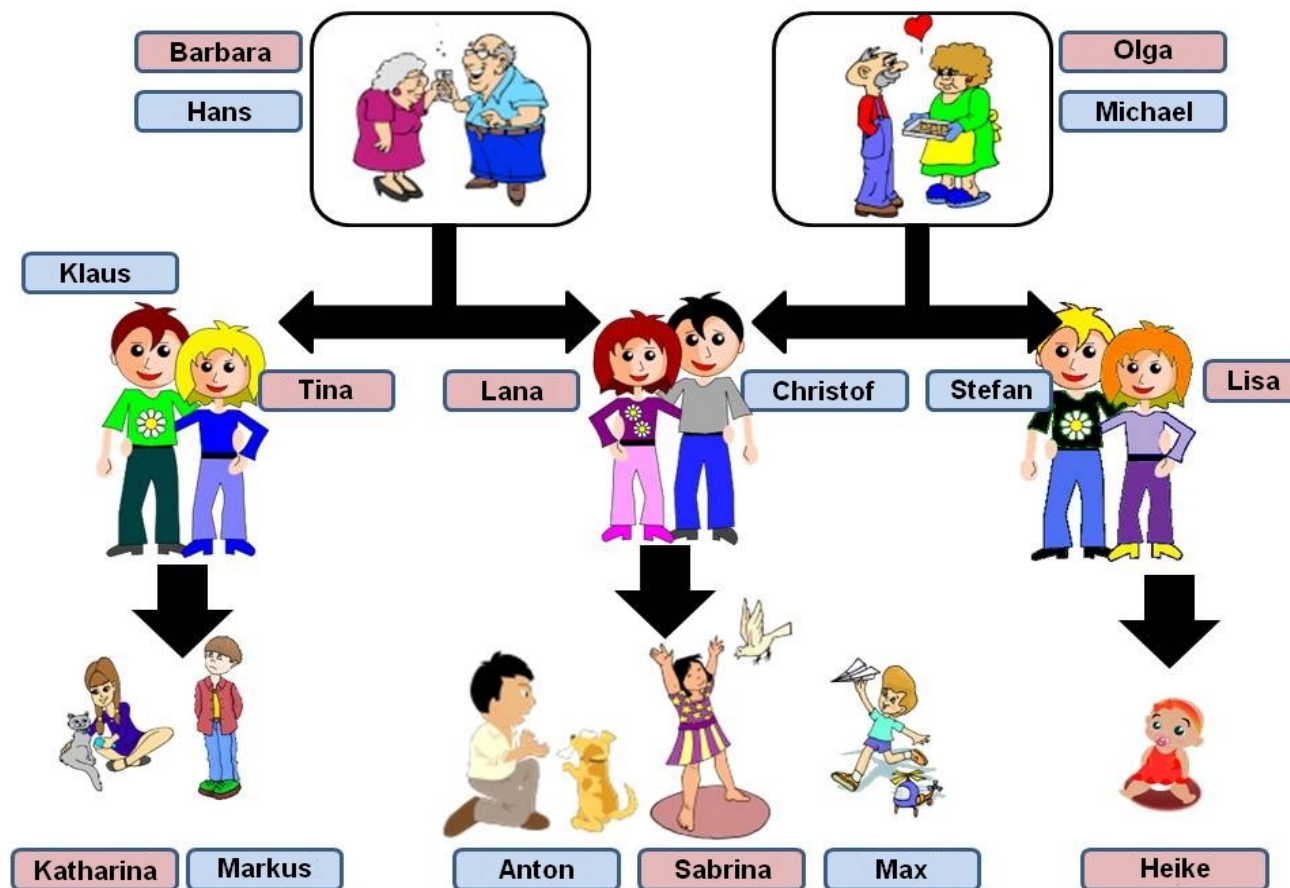 Barbara
Olga
Hans
Michael
Klaus
Tina
Lana
Christof
Stefan
Lisa
Katharina
Markus
Anton
Sabrina
Max
Heike